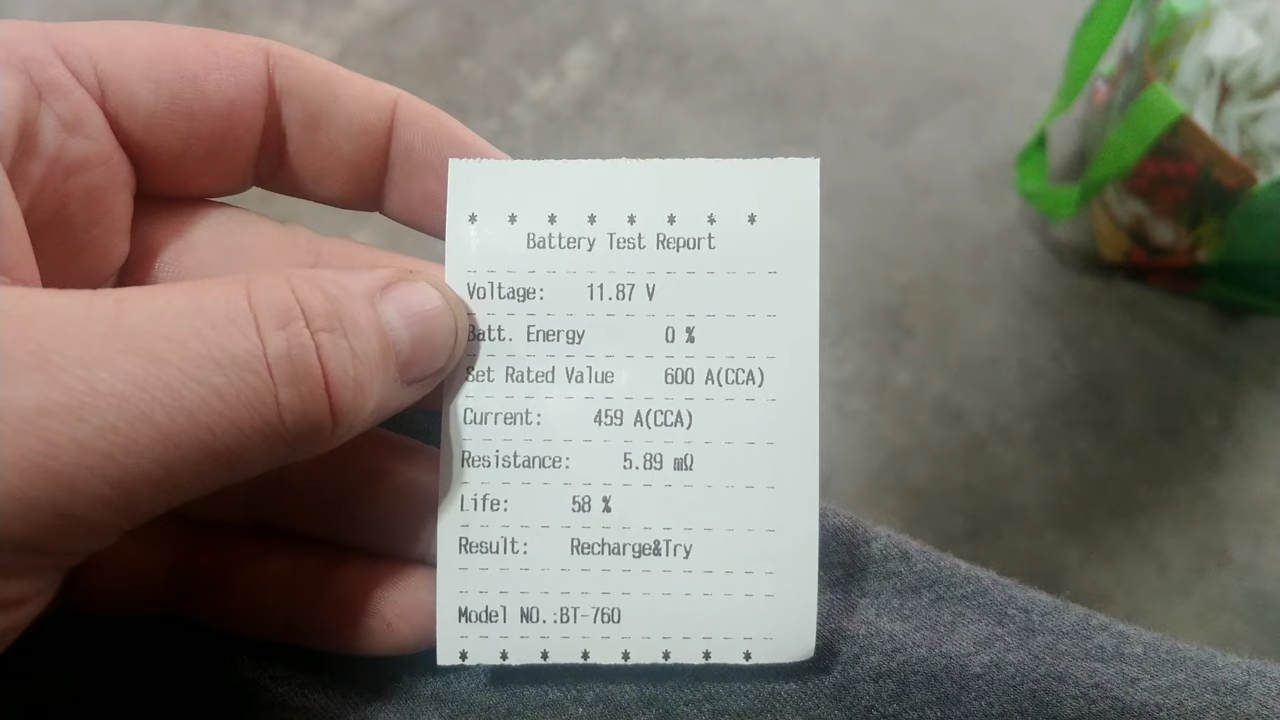 * * * * * * * *
Battery Test Report
Voltage: 11.87 V
Batt. Energy 0 %
Set Rated Value 600 A(CCA)
Current: 459 A(CCA)
Resistance: 5.89 mΩ
Life: 58 %
Result: Recharge&Try
Model NO.:BT-760
* * * * * * * *